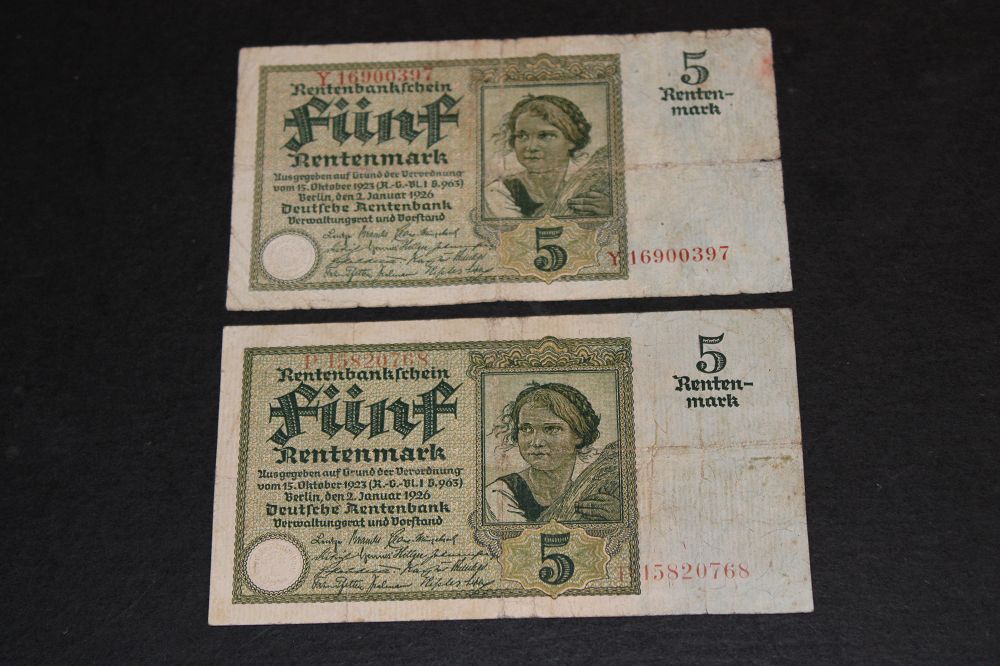 Y 16900397
Rentenbankschein
Fünf
Rentenmark
Ausgegeben auf Grund der Verordnung
vom 15. Oktober 1923 (R.-G.-Bl. I S. 963)
Berlin, den 2. Januar 1926
Deutsche Rentenbank
Verwaltungsrat und Vorstand
5
5
Renten-
mark
Y 16900397
P 15820768
Rentenbankschein
Fünf
Rentenmark
Ausgegeben auf Grund der Verordnung
vom 15. Oktober 1923 (R.-G.-Bl. I S. 963)
Berlin, den 2. Januar 1926
Deutsche Rentenbank
Verwaltungsrat und Vorstand
5
5
Renten-
mark
P 15820768